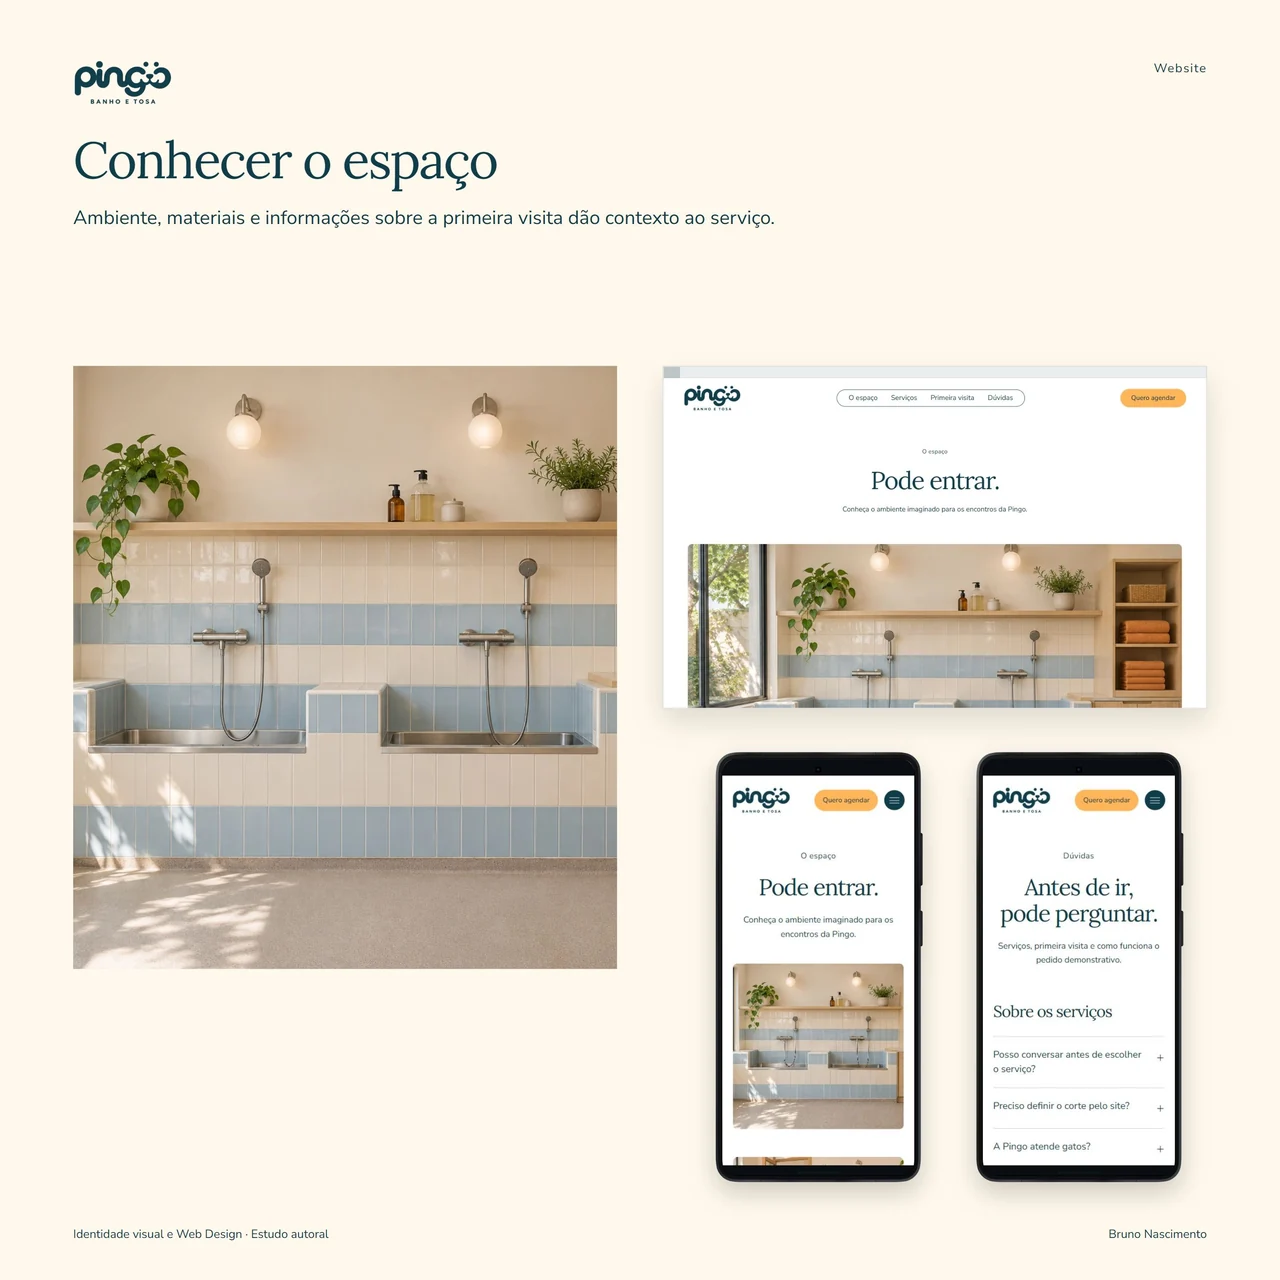 pingo
BANHO E TOSA
Website
Conhecer o espaço
Ambiente, materiais e informações sobre a primeira visita dão contexto ao serviço.
pingo
BANHO E TOSA
O espaço Serviços Primeira visita Dúvidas
Quero agendar
O espaço
Pode entrar.
Conheça o ambiente imaginado para os encontros da Pingo.
pingo
BANHO E TOSA
Quero agendar
O espaço
Pode entrar.
Conheça o ambiente imaginado para os
encontros da Pingo.
pingo
BANHO E TOSA
Quero agendar
Dúvidas
Antes de ir,
pode perguntar.
Serviços, primeira visita e como funciona o
pedido demonstrativo.
Sobre os serviços
Posso conversar antes de escolher
o serviço?
+
Preciso definir o corte pelo site?
+
A Pingo atende gatos?
+
Identidade visual e Web Design · Estudo autoral
Bruno Nascimento